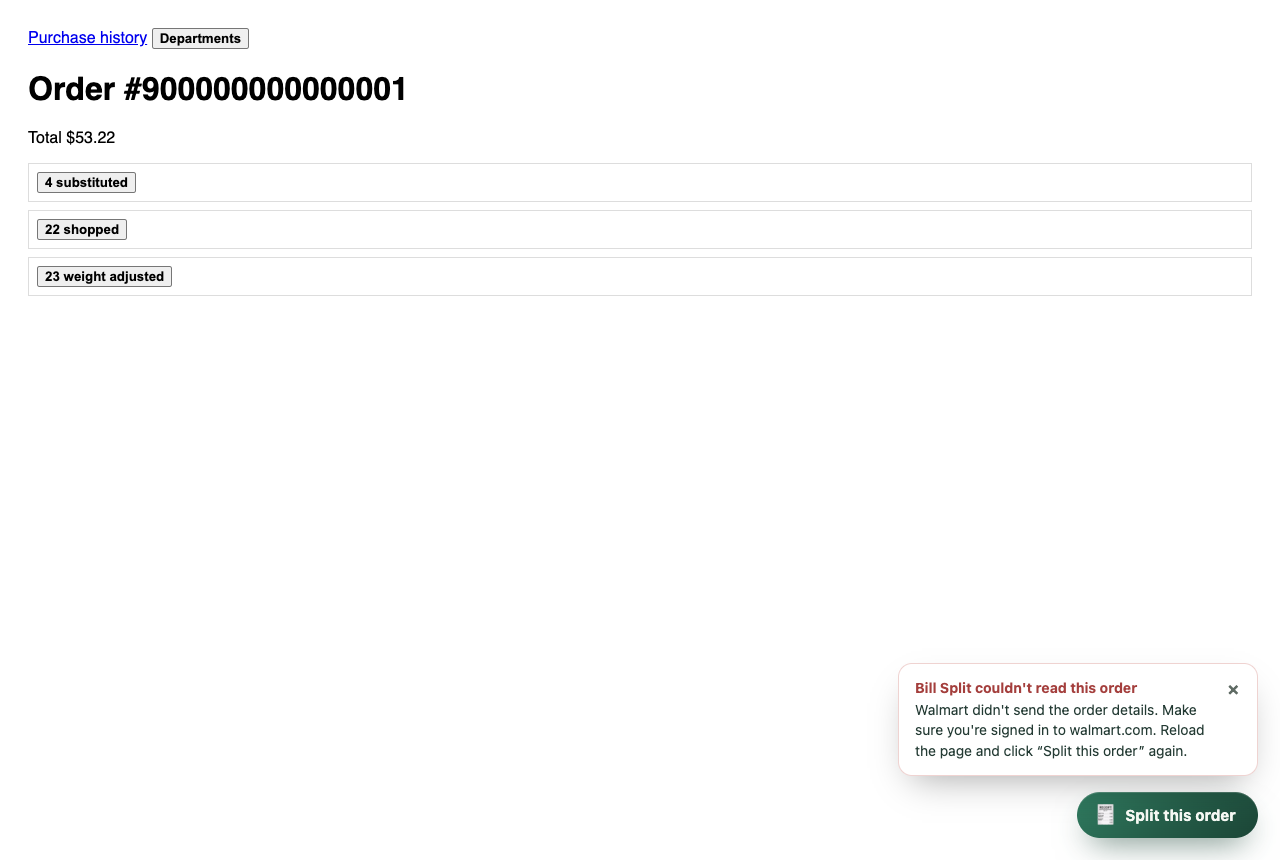 Purchase history Departments
Order #900000000000001
Total $53.22
4 substituted
22 shopped
23 weight adjusted
Bill Split couldn't read this order ×
Walmart didn't send the order details. Make
sure you're signed in to walmart.com. Reload
the page and click “Split this order” again.
Split this order